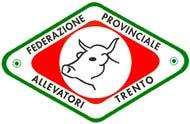 FEDERAZIONE PROVINCIALE
ALLEVATORI TRENTO